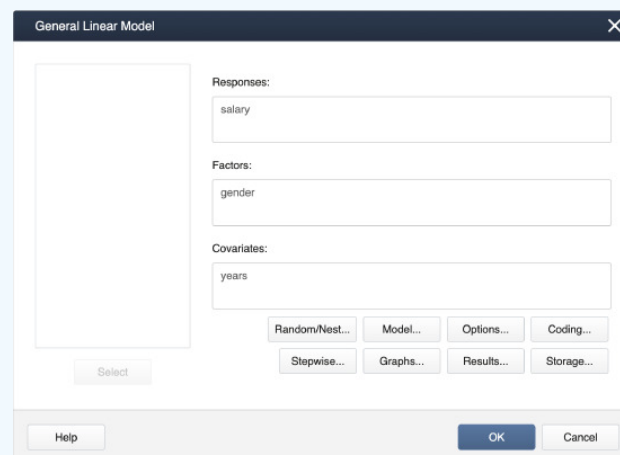 General Linear Model
Responses:
salary
Factors:
gender
Covariates:
years
Random/Nest... Model... Options... Coding...
Stepwise... Graphs... Results... Storage...
Select
Help OK Cancel